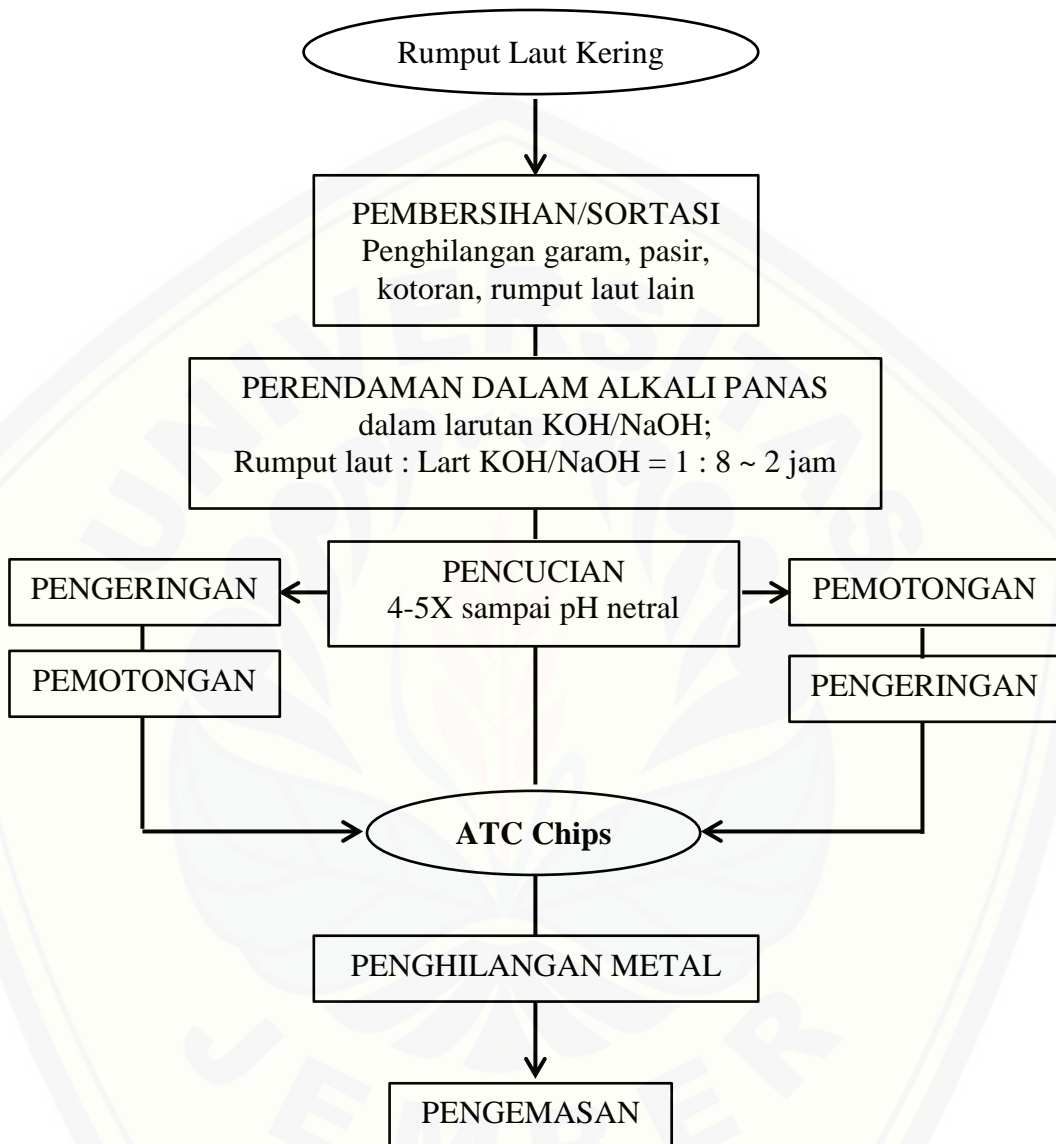 Rumput Laut Kering
PEMBERSIHAN/SORTASI
Penghilangan garam, pasir,
kotoran, rumput laut lain
PERENDAMAN DALAM ALKALI PANAS
dalam larutan KOH/NaOH;
Rumput laut : Lart KOH/NaOH = 1 : 8 ~ 2 jam
PENCUCIAN
4-5X sampai pH netral
PENGERINGAN
PEMOTONGAN
PEMOTONGAN
PENGERINGAN
ATC Chips
PENGHILANGAN METAL
PENGEMASAN
UNIVERSITAS
JEMBER